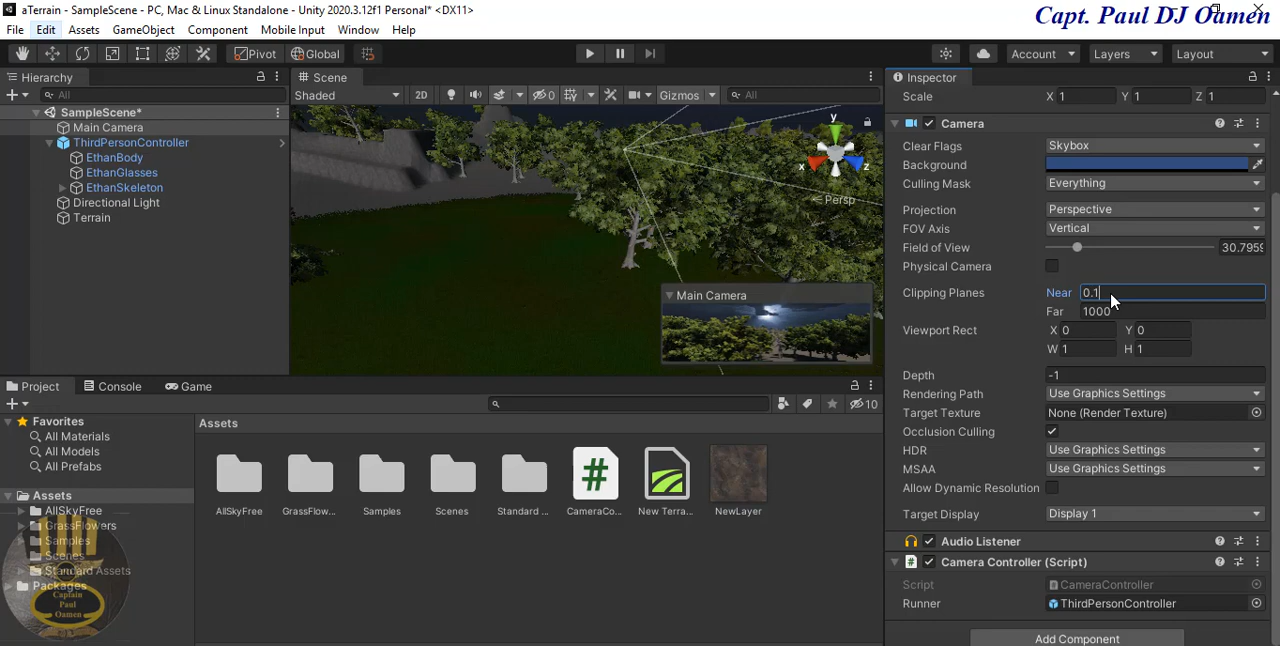 aTerrain - SampleScene - PC, Mac & Linux Standalone - Unity 2020.3.12f1 Personal* <DX11>
Capt. Paul DJ Oamen
File Edit Assets GameObject Component Mobile Input Window Help
Pivot Global Account Layers Layout
Hierarchy
All
SampleScene*
Main Camera
ThirdPersonController
EthanBody
EthanGlasses
EthanSkeleton
Directional Light
Terrain
Scene
Shaded 2D 0 Gizmos All
y
x z
Persp
Main Camera
Inspector
Scale X 1 Y 1 Z 1
Camera
Clear Flags Skybox
Background
Culling Mask Everything
Projection Perspective
FOV Axis Vertical
Field of View 30.7959
Physical Camera
Clipping Planes Near 0.1
Far 1000
Viewport Rect X 0 Y 0
W 1 H 1
Depth -1
Rendering Path Use Graphics Settings
Target Texture None (Render Texture)
Occlusion Culling
HDR Use Graphics Settings
MSAA Use Graphics Settings
Allow Dynamic Resolution
Target Display Display 1
Audio Listener
Camera Controller (Script)
Script CameraController
Runner ThirdPersonController
Add Component
Project Console Game
10
Favorites
All Materials
All Models
All Prefabs
Assets
AllSkyFree
GrassFlowers
Samples
Scenes
Standard Assets
Packages
Captain
Paul
Oamen
Assets
AllSkyFree GrassFlow... Samples Scenes Standard ... CameraCo... New Terra... NewLayer